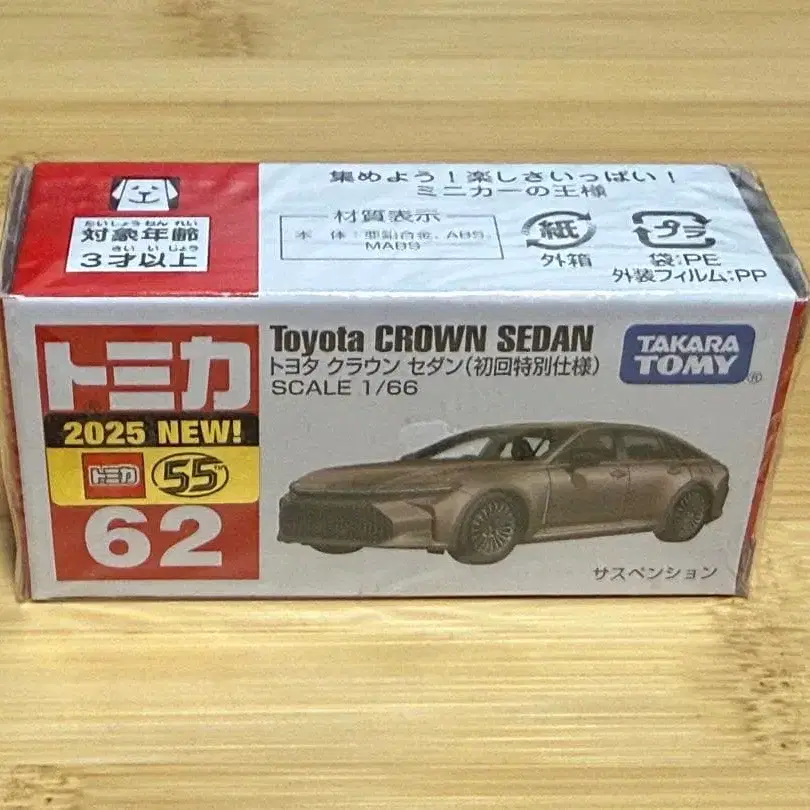 集めよう！楽しさいっぱい！
ミニカーの王様
たいしょうねんれい
対象年齢
さいいじょう
3才以上
材質表示
本体：亜鉛合金、ABS、
MABS
紙
外箱
プラ
袋:PE
外装フィルム:PP
トミカ
Toyota CROWN SEDAN
トヨタ クラウン セダン(初回特別仕様)
SCALE 1/66
TAKARA
TOMY
®
2025 NEW!
トミカ
55th
62
サスペンション